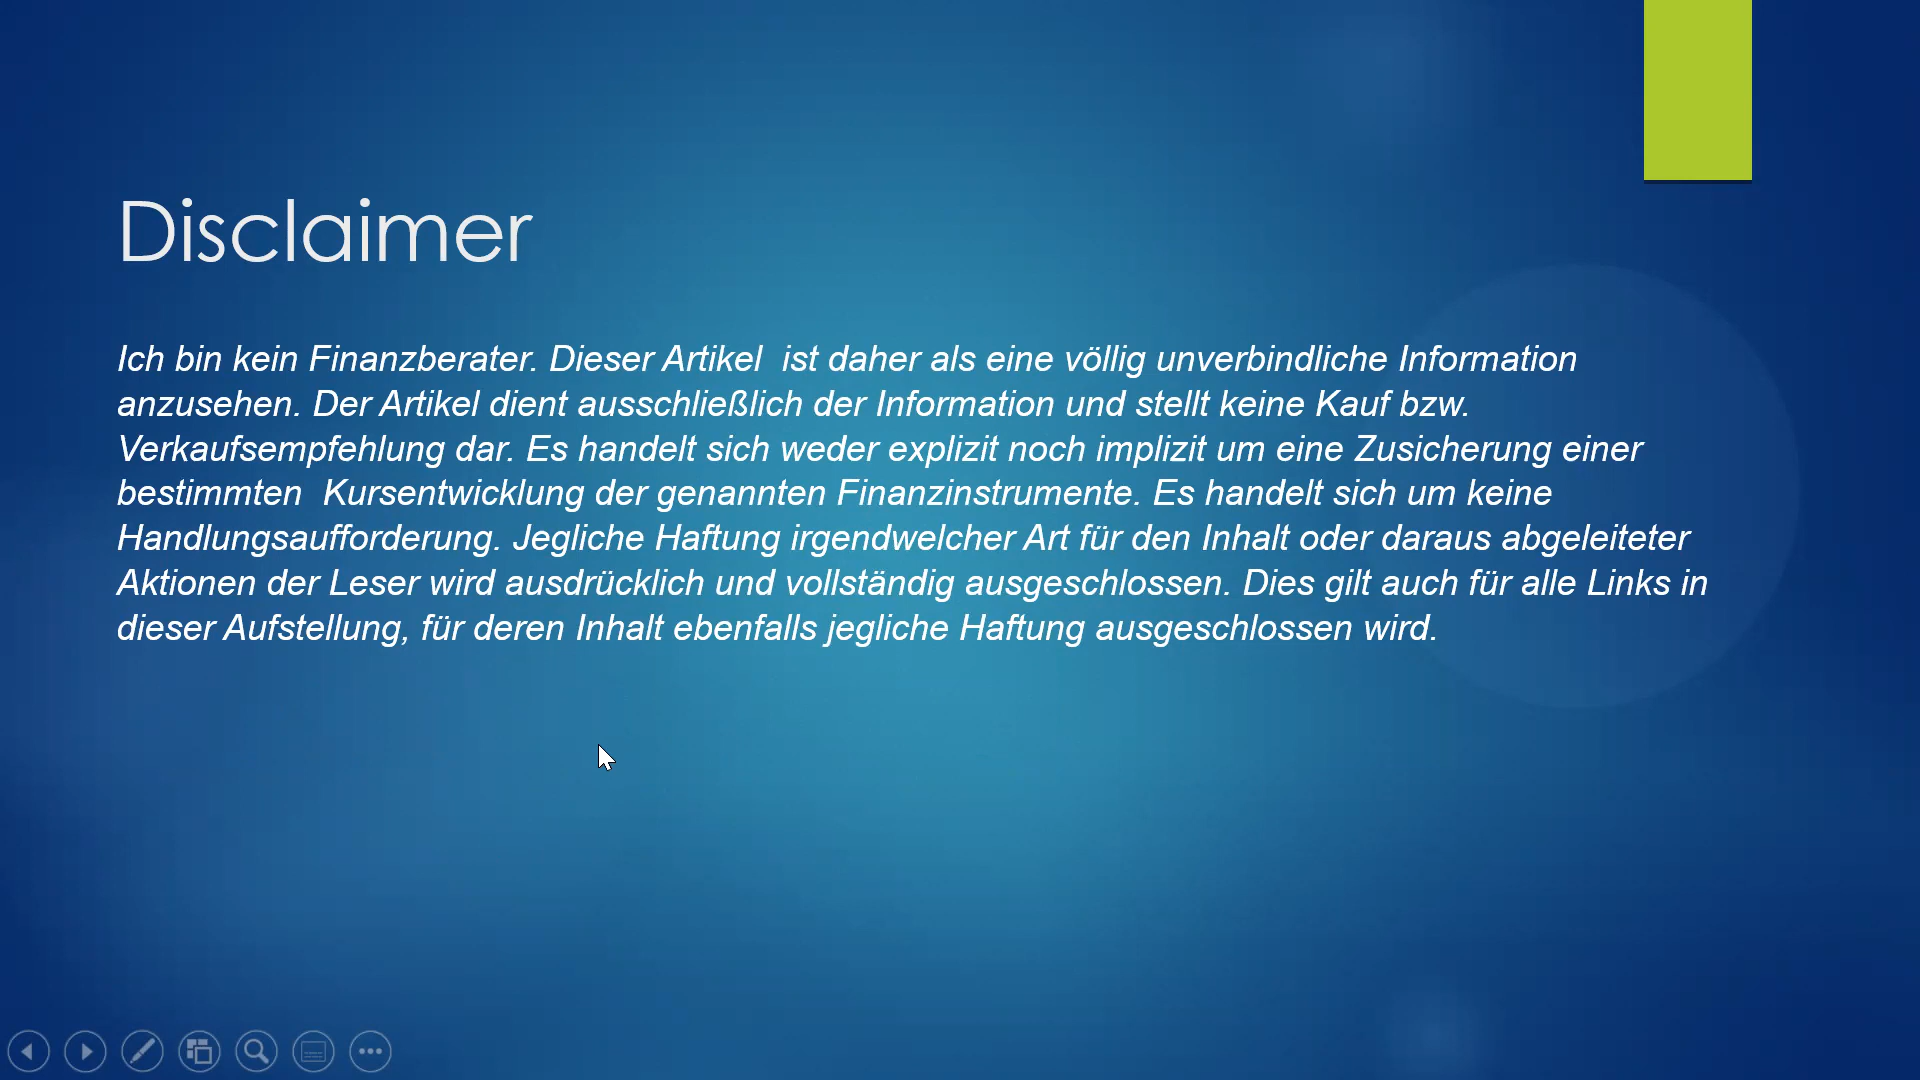 Disclaimer
Ich bin kein Finanzberater. Dieser Artikel  ist daher als eine völlig unverbindliche Information
anzusehen. Der Artikel dient ausschließlich der Information und stellt keine Kauf bzw.
Verkaufsempfehlung dar. Es handelt sich weder explizit noch implizit um eine Zusicherung einer
bestimmten  Kursentwicklung der genannten Finanzinstrumente. Es handelt sich um keine
Handlungsaufforderung. Jegliche Haftung irgendwelcher Art für den Inhalt oder daraus abgeleiteter
Aktionen der Leser wird ausdrücklich und vollständig ausgeschlossen. Dies gilt auch für alle Links in
dieser Aufstellung, für deren Inhalt ebenfalls jegliche Haftung ausgeschlossen wird.